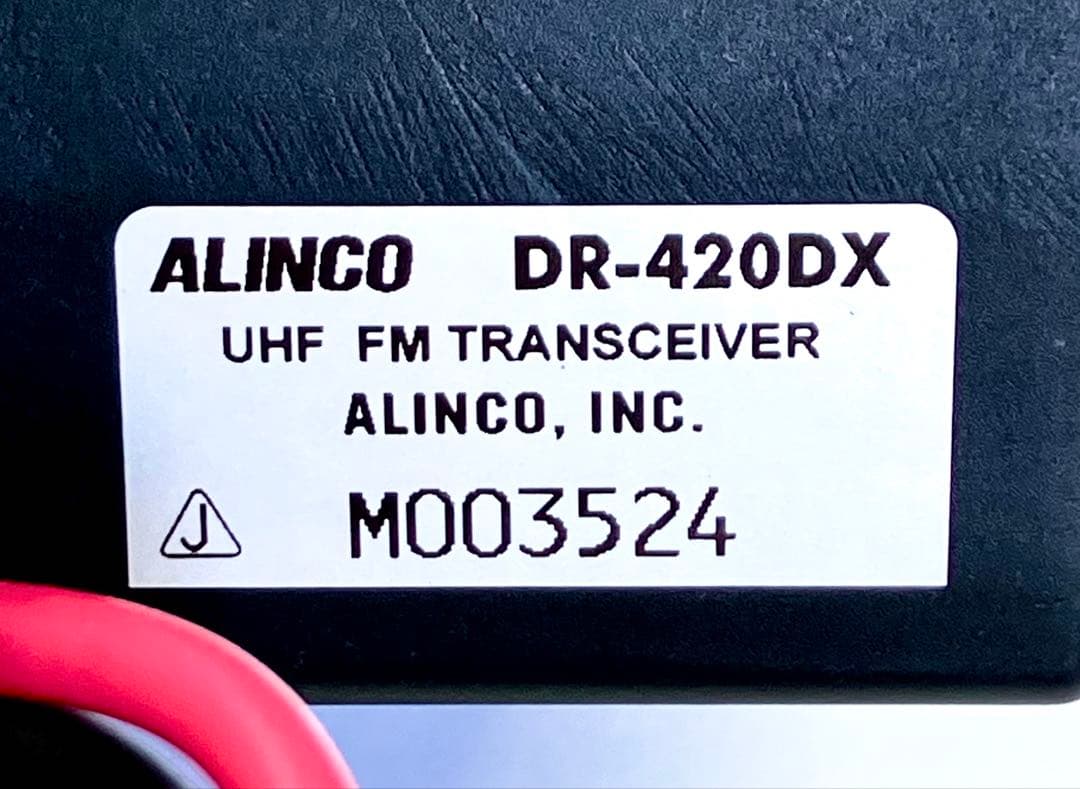 ALINCO DR-420DX
UHF FM TRANSCEIVER
ALINCO, INC.
J M003524